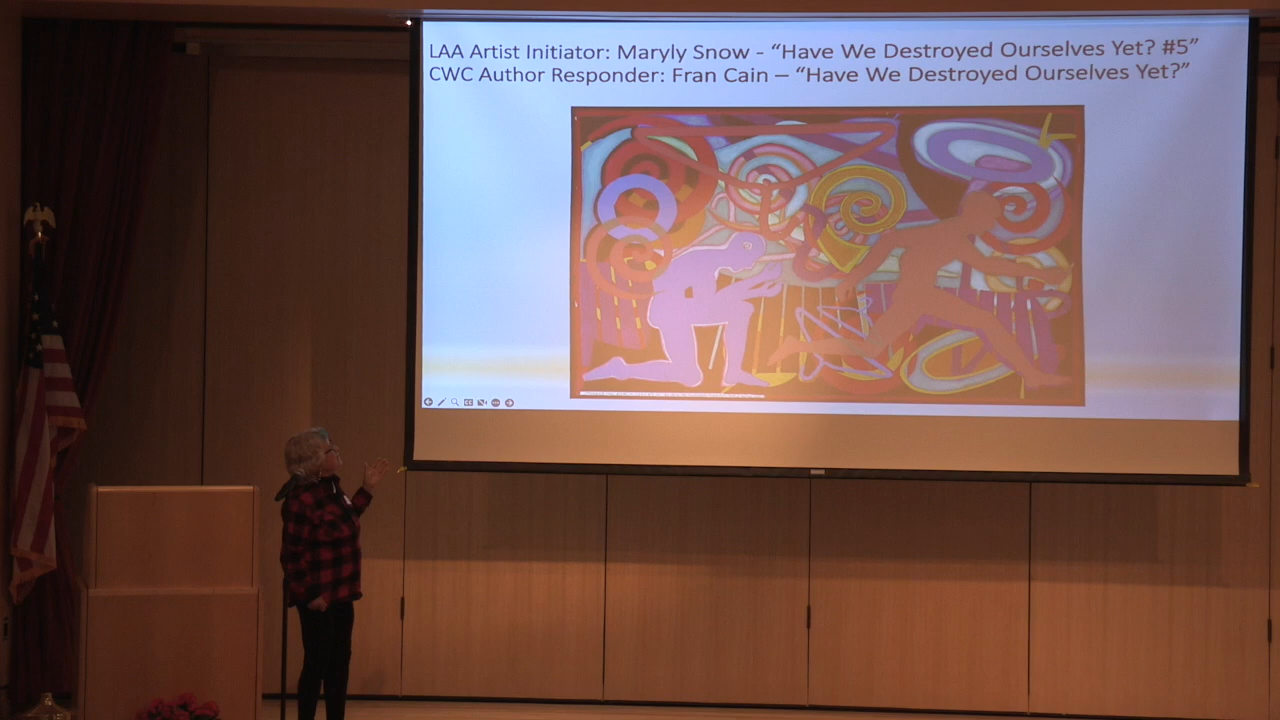 LAA Artist Initiator: Maryly Snow - “Have We Destroyed Ourselves Yet? #5”
CWC Author Responder: Fran Cain – “Have We Destroyed Ourselves Yet?”